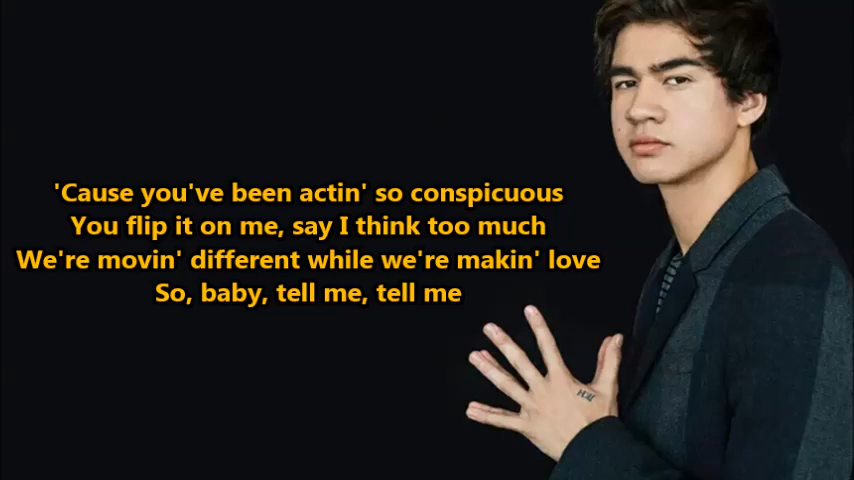 'Cause you've been actin' so conspicuous
You flip it on me, say I think too much
We're movin' different while we're makin' love
So, baby, tell me, tell me